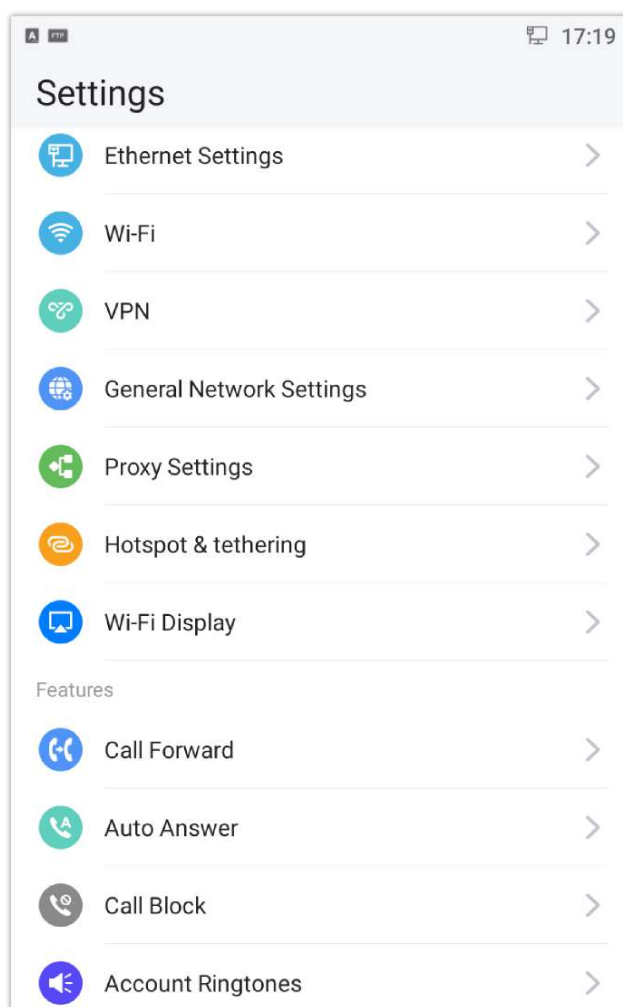 A FTP 17:19
Settings
Ethernet Settings
Wi-Fi
VPN
General Network Settings
Proxy Settings
Hotspot & tethering
Wi-Fi Display
Features
Call Forward
A
Auto Answer
Call Block
Account Ringtones